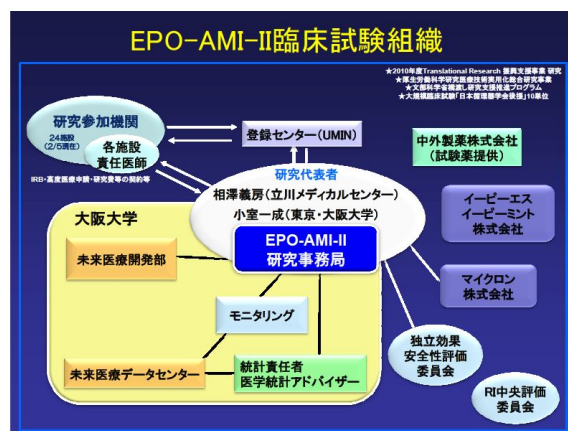 EPO-AMI-II臨床試験組織
★2010年度Translational Research 振興支援事業 研究
★厚生労働科学研究医療技術実用化総合研究事業
★文部科学省橋渡し研究支援推進プログラム
★大規模臨床試験「日本循環器学会後援」10単位
研究参加機関
24施設
(2/5現在)
各施設
責任医師
IRB・高度医療申請・研究費等の契約等
登録センター(UMIN)
中外製薬株式会社
(試験薬提供)
研究代表者
相澤義房(立川メディカルセンター)
小室一成(東京・大阪大学)
EPO-AMI-II
研究事務局
イーピーエス
イーピーミント
株式会社
大阪大学
未来医療開発部
マイクロン
株式会社
モニタリング
独立効果
安全性評価
委員会
未来医療データセンター
統計責任者
医学統計アドバイザー
RI中央評価
委員会